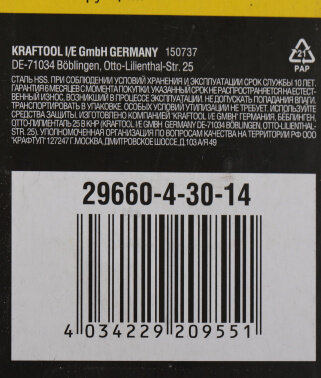 KRAFTOOL I/E GmbH GERMANY 150737
DE-71034 Böblingen, Otto-Lilienthal-Str. 25
21
PAP
СТАЛЬ HSS. ПРИ СОБЛЮДЕНИИ УСЛОВИЙ ХРАНЕНИЯ И ЭКСПЛУАТАЦИИ СРОК СЛУЖБЫ 10 ЛЕТ,
ГАРАНТИЯ 6 МЕСЯЦЕВ С МОМЕНТА ПОКУПКИ. УКАЗАННЫЙ СРОК НЕ РАСПРОСТРАНЯЕТСЯ НА ЕСТЕСТ-
ВЕННЫЙ ИЗНОС, ВОЗНИКШИЙ В ПРОЦЕССЕ ЭКСПЛУАТАЦИИ. НЕ ДОПУСКАТЬ ПОПАДАНИЯ ВЛАГИ.
ТРАНСПОРТИРОВАТЬ В УПАКОВКЕ. ОСОБЫХ УСЛОВИЙ УТИЛИЗАЦИИ НЕ ТРЕБУЕТ. ИСПОЛЬЗУЙТЕ
СРЕДСТВА ЗАЩИТЫ. ИЗГОТОВЛЕНО КОМПАНИЕЙ "KRAFTOOL I/E GMBH" ГЕРМАНИЯ, БЁБЛИНГЕН,
ОТТО-ЛИЛИЕНТАЛЬ 25 В КНР (KRAFTOOL I/E GMBH GERMANY DE-71034 BÖBLINGEN, OTTO-LILIENTHAL-
STR. 25). УПОЛНОМОЧЕННАЯ ОРГАНИЗАЦИЯ ПО ВОПРОСАМ КАЧЕСТВА НА ТЕРРИТОРИИ РФ ООО
"КРАФТУЛ" 127247 Г.МОСКВА, ДМИТРОВСКОЕ ШОССЕ, Д.103 А/Я 49
29660-4-30-14
4 034229 209551